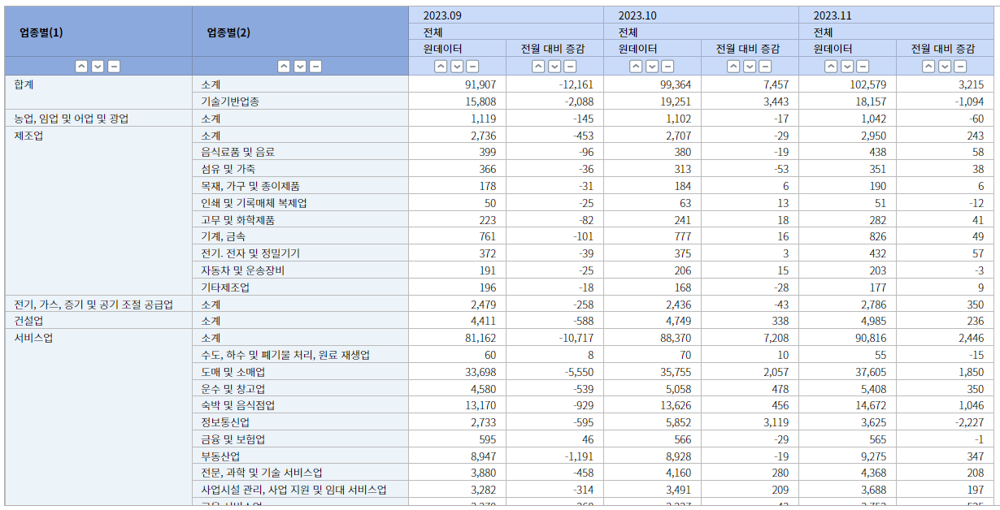 업종별(1) 업종별(2) 2023.09 2023.10 2023.11
전체 전체 전체
원데이터 전월 대비 증감 원데이터 전월 대비 증감 원데이터 전월 대비 증감
합계 소계 91,907 -12,161 99,364 7,457 102,579 3,215
기술기반업종 15,808 -2,088 19,251 3,443 18,157 -1,094
농업, 임업 및 어업 및 광업 소계 1,119 -145 1,102 -17 1,042 -60
제조업 소계 2,736 -453 2,707 -29 2,950 243
음식료품 및 음료 399 -96 380 -19 438 58
섬유 및 가죽 366 -36 313 -53 351 38
목재, 가구 및 종이제품 178 -31 184 6 190 6
인쇄 및 기록매체 복제업 50 -25 63 13 51 -12
고무 및 화학제품 223 -82 241 18 282 41
기계, 금속 761 -101 777 16 826 49
전기. 전자 및 정밀기기 372 -39 375 3 432 57
자동차 및 운송장비 191 -25 206 15 203 -3
기타제조업 196 -18 168 -28 177 9
전기, 가스, 증기 및 공기 조절 공급업 소계 2,479 -258 2,436 -43 2,786 350
건설업 소계 4,411 -588 4,749 338 4,985 236
서비스업 소계 81,162 -10,717 88,370 7,208 90,816 2,446
수도, 하수 및 폐기물 처리, 원료 재생업 60 8 70 10 55 -15
도매 및 소매업 33,698 -5,550 35,755 2,057 37,605 1,850
운수 및 창고업 4,580 -539 5,058 478 5,408 350
숙박 및 음식점업 13,170 -929 13,626 456 14,672 1,046
정보통신업 2,733 -595 5,852 3,119 3,625 -2,227
금융 및 보험업 595 46 566 -29 565 -1
부동산업 8,947 -1,191 8,928 -19 9,275 347
전문, 과학 및 기술 서비스업 3,880 -458 4,160 280 4,368 208
사업시설 관리, 사업 지원 및 임대 서비스업 3,282 -314 3,491 209 3,688 197